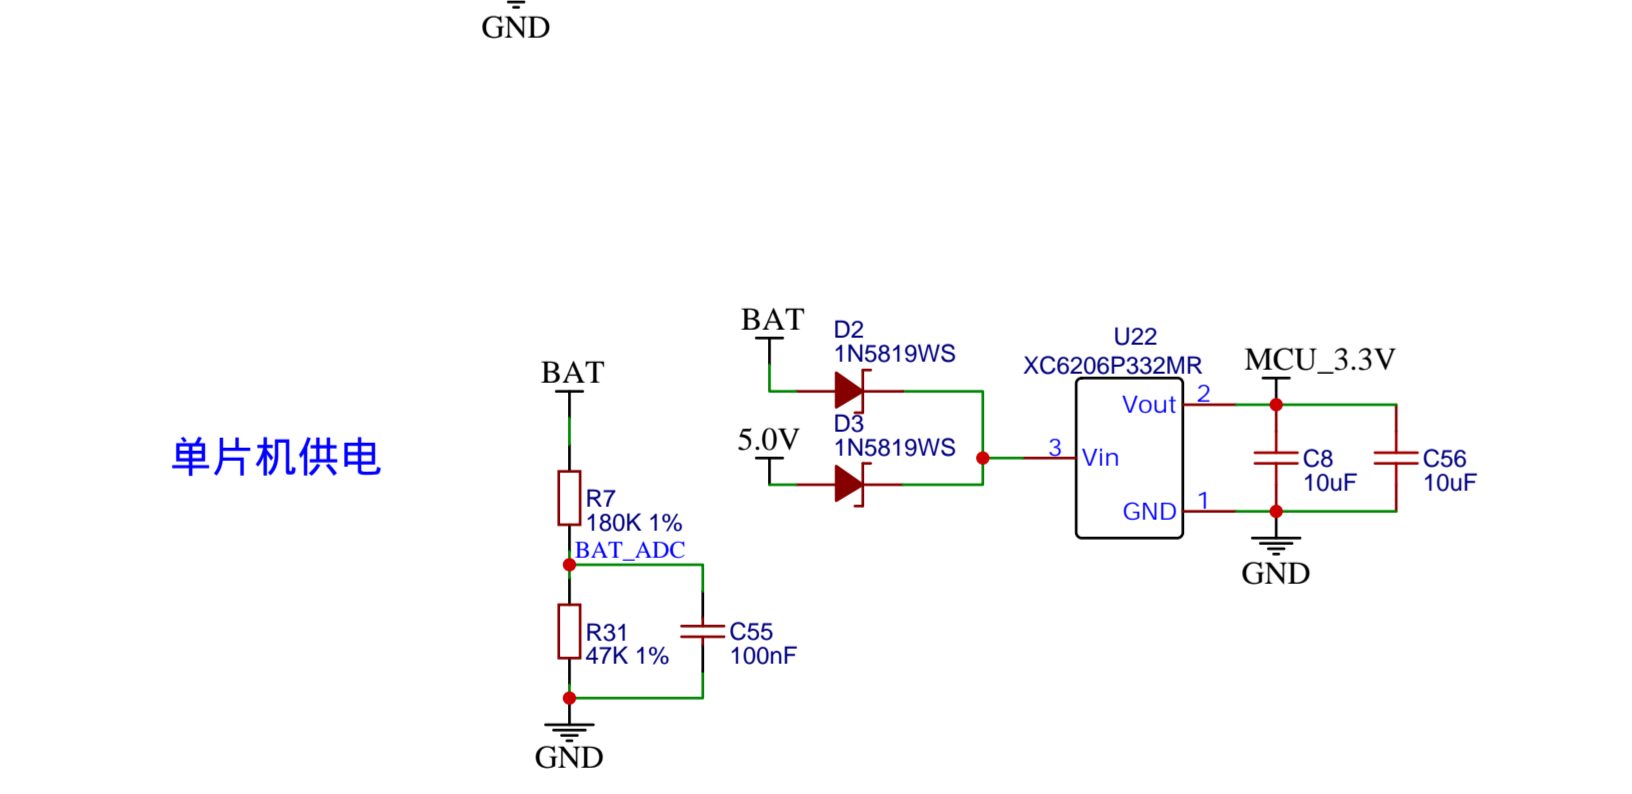 GND
单片机供电
BAT
R7
180K 1%
BAT_ADC
R31
47K 1%
C55
100nF
GND
BAT
D2
1N5819WS
5.0V
D3
1N5819WS
U22
XC6206P332MR
3
Vin
Vout
2
GND
1
MCU_3.3V
C8
10uF
C56
10uF
GND